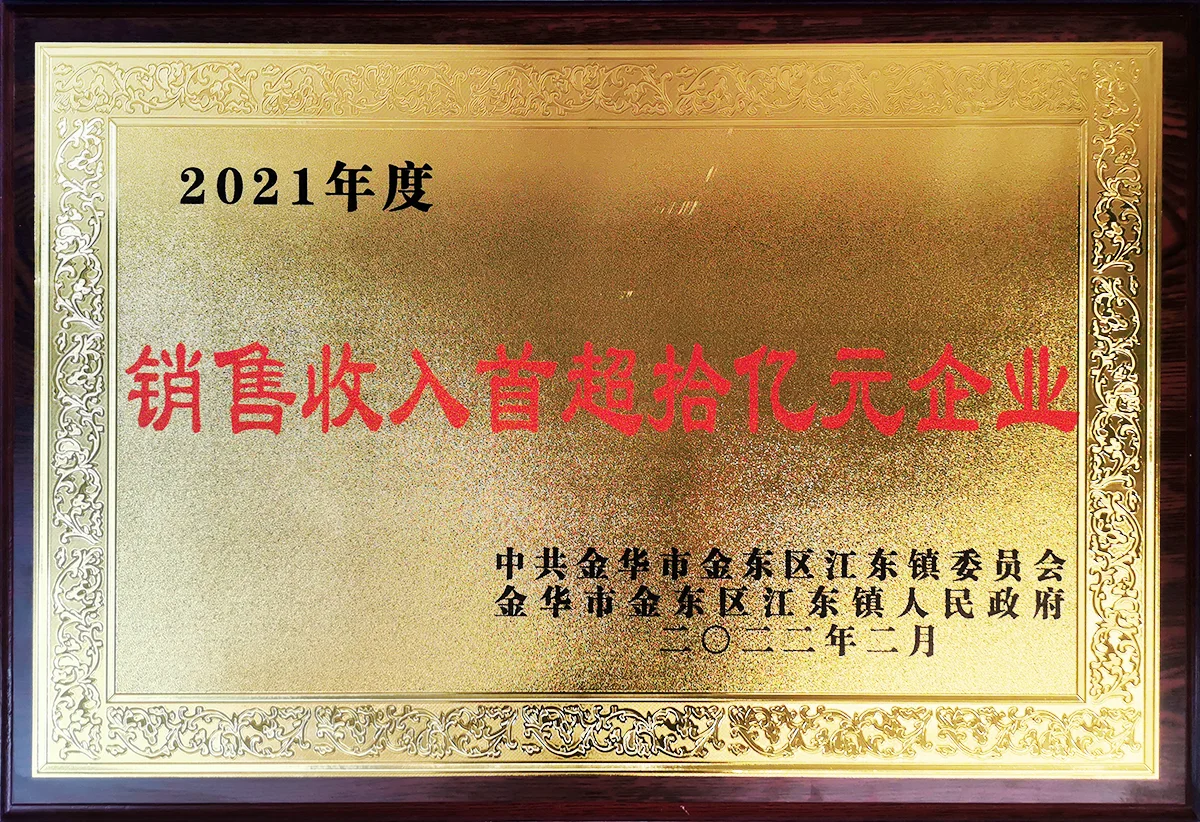 2021年度
销售收入首超拾亿元企业
中共金华市金东区江东镇委员会
金华市金东区江东镇人民政府
二〇二二年二月